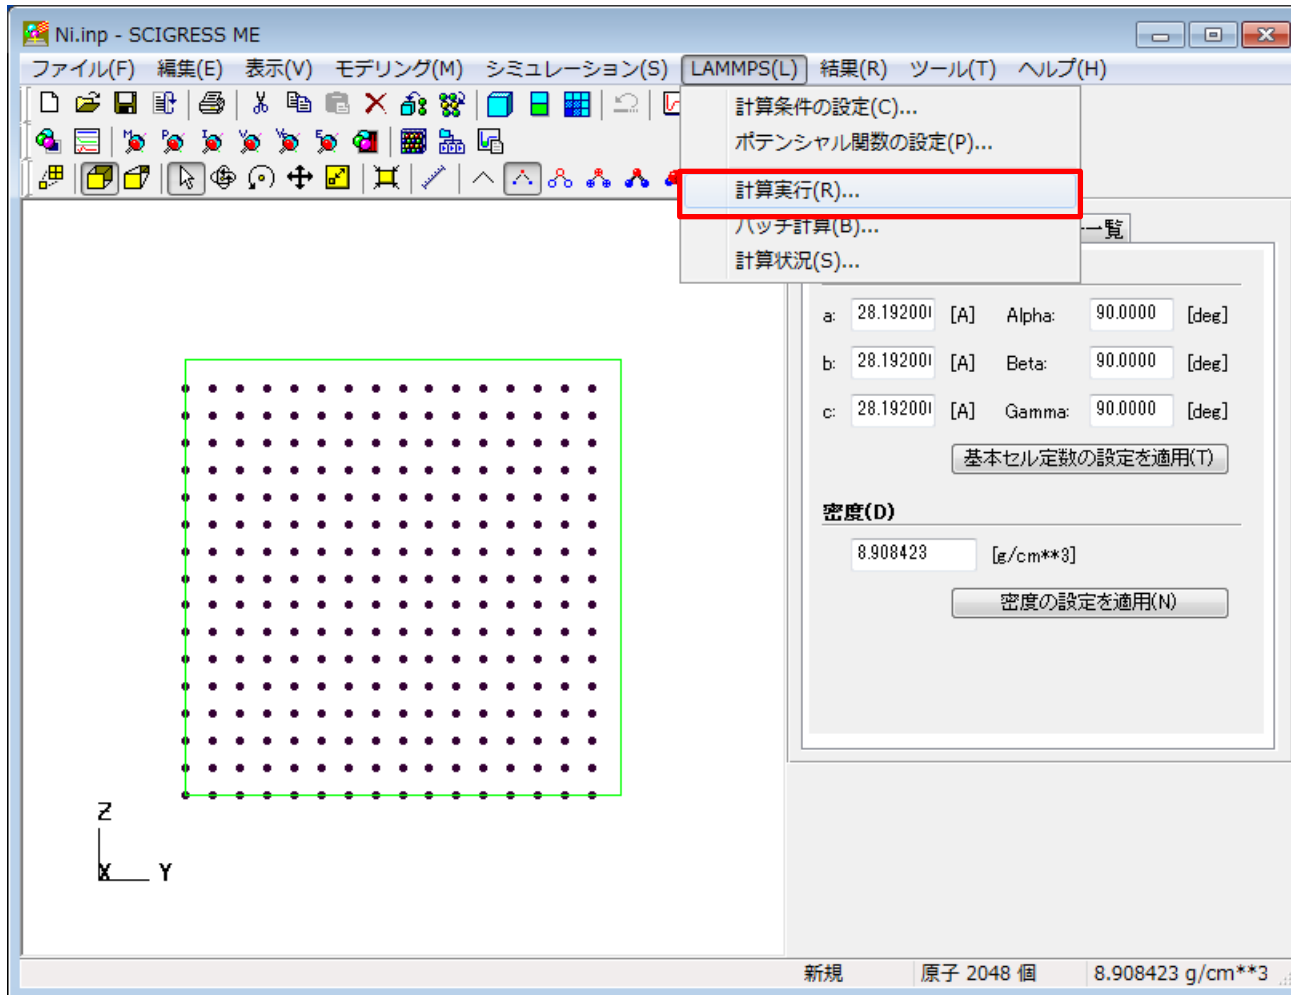 Ni.inp - SCIGRESS ME
ファイル(F) 編集(E) 表示(V) モデリング(M) シミュレーション(S) LAMMPS(L) 結果(R) ツール(T) ヘルプ(H)
計算条件の設定(C)...
ポテンシャル関数の設定(P)...
計算実行(R)...
バッチ計算(B)...
計算状況(S)...
一覧
a: 28.19200 [A] Alpha: 90.0000 [deg]
b: 28.19200 [A] Beta: 90.0000 [deg]
c: 28.19200 [A] Gamma: 90.0000 [deg]
基本セル定数の設定を適用(T)
密度(D)
8.908423 [g/cm**3]
密度の設定を適用(N)
Z
X Y
新規 原子 2048 個 8.908423 g/cm**3